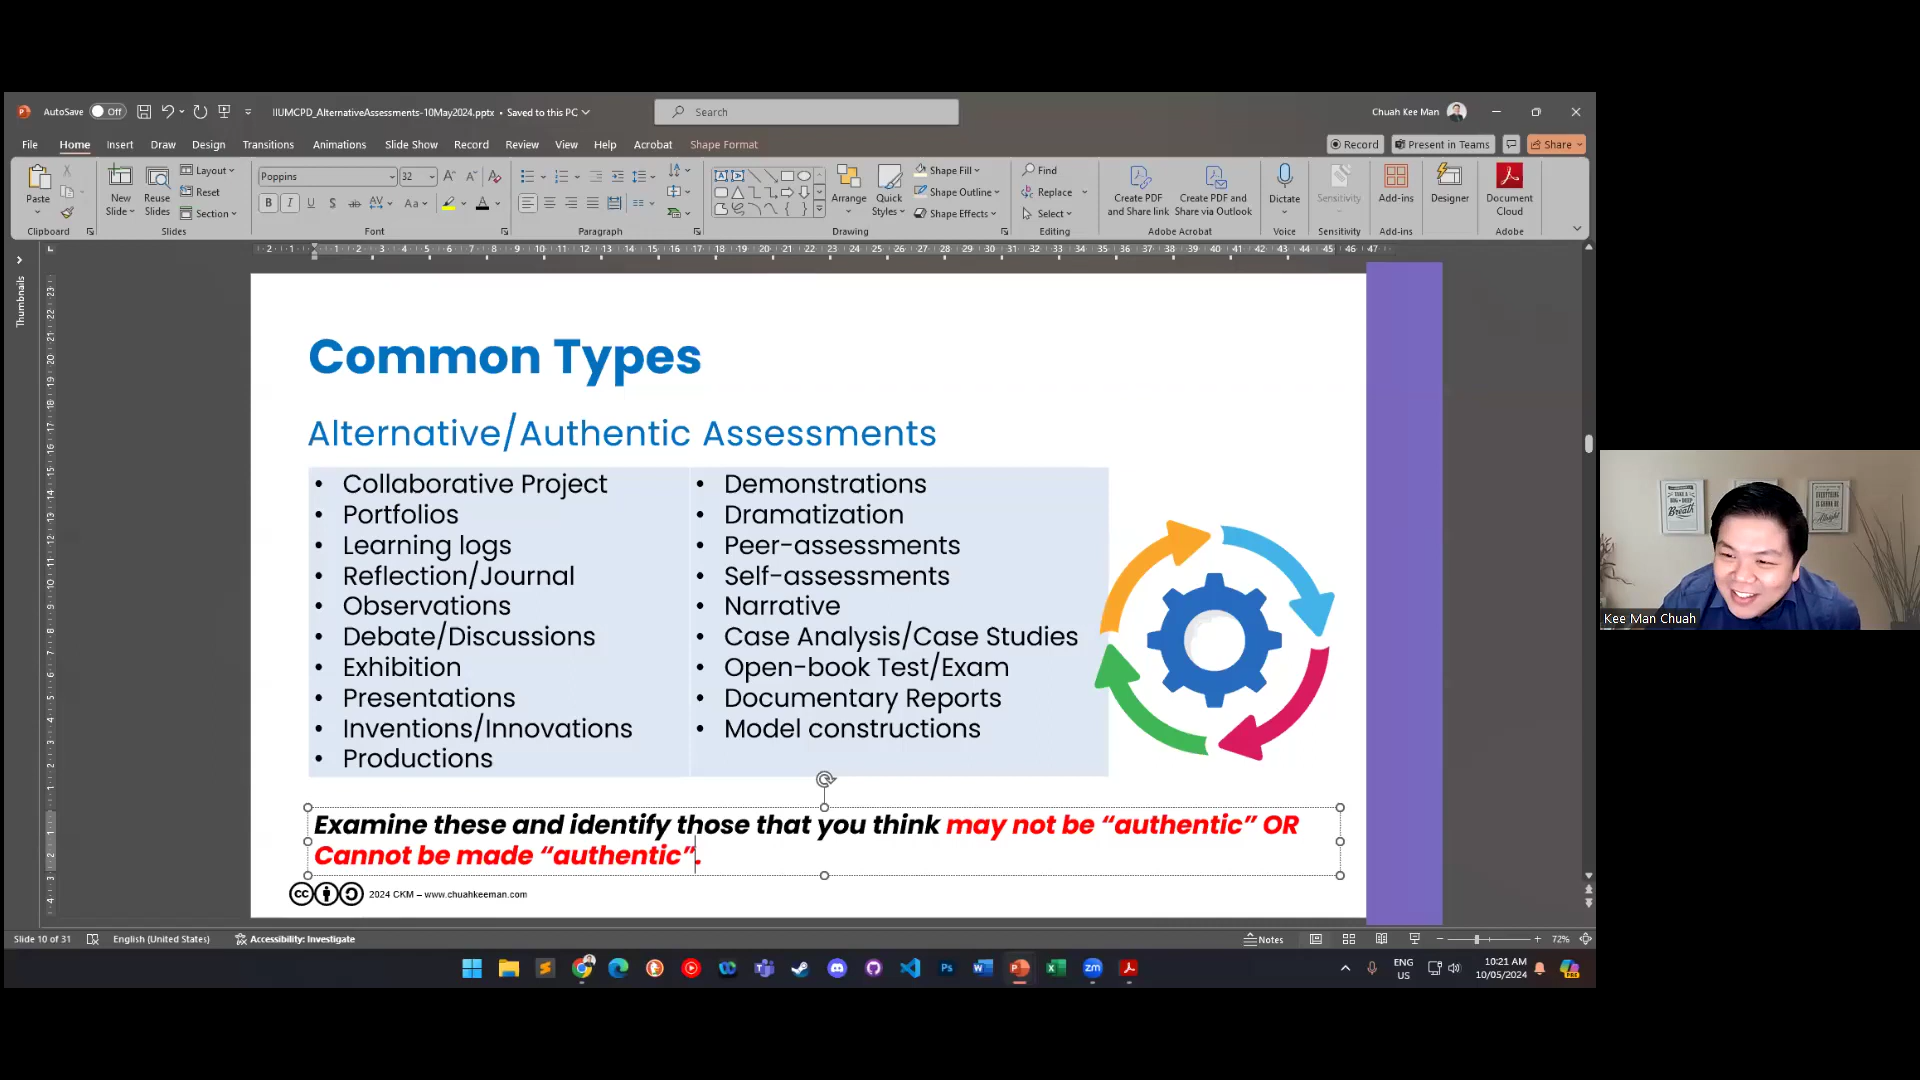 AutoSave Off
IIUMCPD_AlternativeAssessments-10May2024.pptx • Saved to this PC
Search
Chuah Kee Man
File Home Insert Draw Design Transitions Animations Slide Show Record Review View Help Acrobat Shape Format
Record Present in Teams Share
Paste
Clipboard
New Slide
Reuse Slides
Layout
Reset
Section
Slides
Poppins 32
Font
Paragraph
Arrange
Quick Styles
Shape Fill
Shape Outline
Shape Effects
Drawing
Find
Replace
Select
Editing
Create PDF and Share link
Create PDF and Share via Outlook
Adobe Acrobat
Dictate
Voice
Sensitivity
Sensitivity
Add-ins
Add-ins
Designer
Document Cloud
Adobe
Thumbnails
Common Types
Alternative/Authentic Assessments
• Collaborative Project
• Portfolios
• Learning logs
• Reflection/Journal
• Observations
• Debate/Discussions
• Exhibition
• Presentations
• Inventions/Innovations
• Productions
• Demonstrations
• Dramatization
• Peer-assessments
• Self-assessments
• Narrative
• Case Analysis/Case Studies
• Open-book Test/Exam
• Documentary Reports
• Model constructions
Examine these and identify those that you think may not be “authentic” OR
Cannot be made “authentic”.
2024 CKM – www.chuahkeeman.com
Kee Man Chuah
Slide 10 of 31 English (United States) Accessibility: Investigate
Notes 72%
ENG
US
10:21 AM
10/05/2024